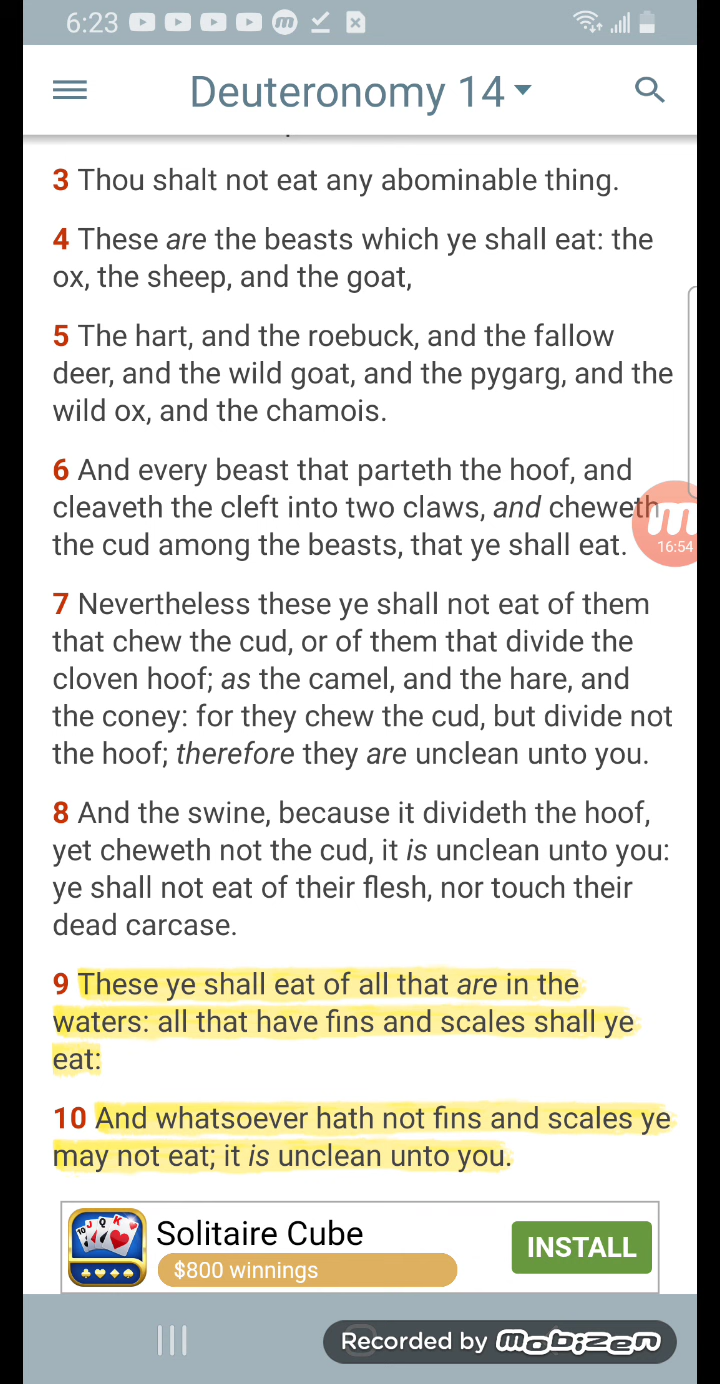 6:23
Deuteronomy 14
3 Thou shalt not eat any abominable thing.
4 These are the beasts which ye shall eat: the
ox, the sheep, and the goat,
5 The hart, and the roebuck, and the fallow
deer, and the wild goat, and the pygarg, and the
wild ox, and the chamois.
6 And every beast that parteth the hoof, and
cleaveth the cleft into two claws, and cheweth
the cud among the beasts, that ye shall eat.
m
16:54
7 Nevertheless these ye shall not eat of them
that chew the cud, or of them that divide the
cloven hoof; as the camel, and the hare, and
the coney: for they chew the cud, but divide not
the hoof; therefore they are unclean unto you.
8 And the swine, because it divideth the hoof,
yet cheweth not the cud, it is unclean unto you:
ye shall not eat of their flesh, nor touch their
dead carcase.
9 These ye shall eat of all that are in the
waters: all that have fins and scales shall ye
eat:
10 And whatsoever hath not fins and scales ye
may not eat; it is unclean unto you.
Solitaire Cube
$800 winnings
INSTALL
Recorded by Mobizen